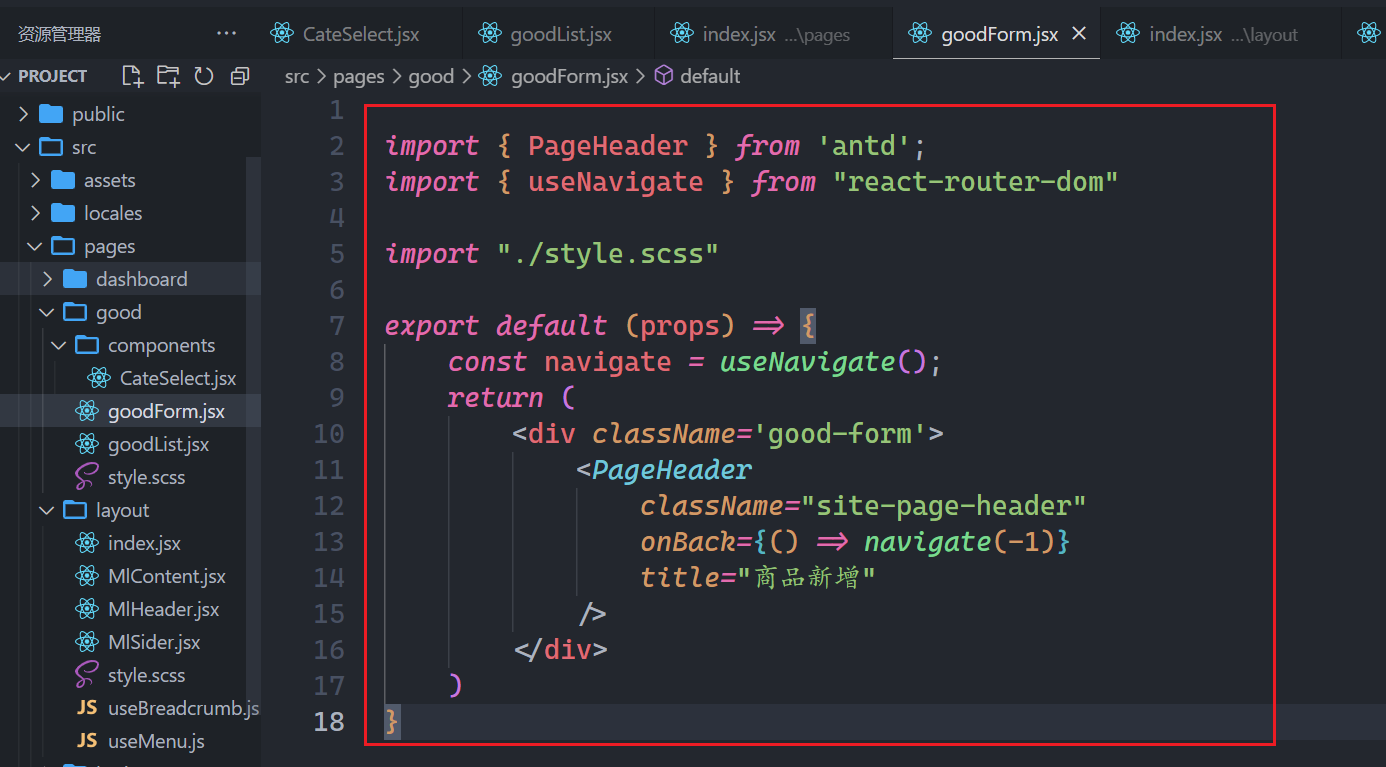 资源管理器 ···
CateSelect.jsx
goodList.jsx
index.jsx ...\pages
goodForm.jsx
index.jsx ...\layout
PROJECT
src > pages > good > goodForm.jsx > default
public
src
assets
locales
pages
dashboard
good
components
CateSelect.jsx
goodForm.jsx
goodList.jsx
style.scss
layout
index.jsx
MlContent.jsx
MlHeader.jsx
MlSider.jsx
style.scss
JS useBreadcrumb.js
JS useMenu.js
1
2 import { PageHeader } from 'antd';
3 import { useNavigate } from "react-router-dom"
4
5 import "./style.scss"
6
7 export default (props) => {
8 const navigate = useNavigate();
9 return (
10 <div className='good-form'>
11 <PageHeader
12 className="site-page-header"
13 onBack={() => navigate(-1)}
14 title="商品新增"
15 />
16 </div>
17 )
18 }